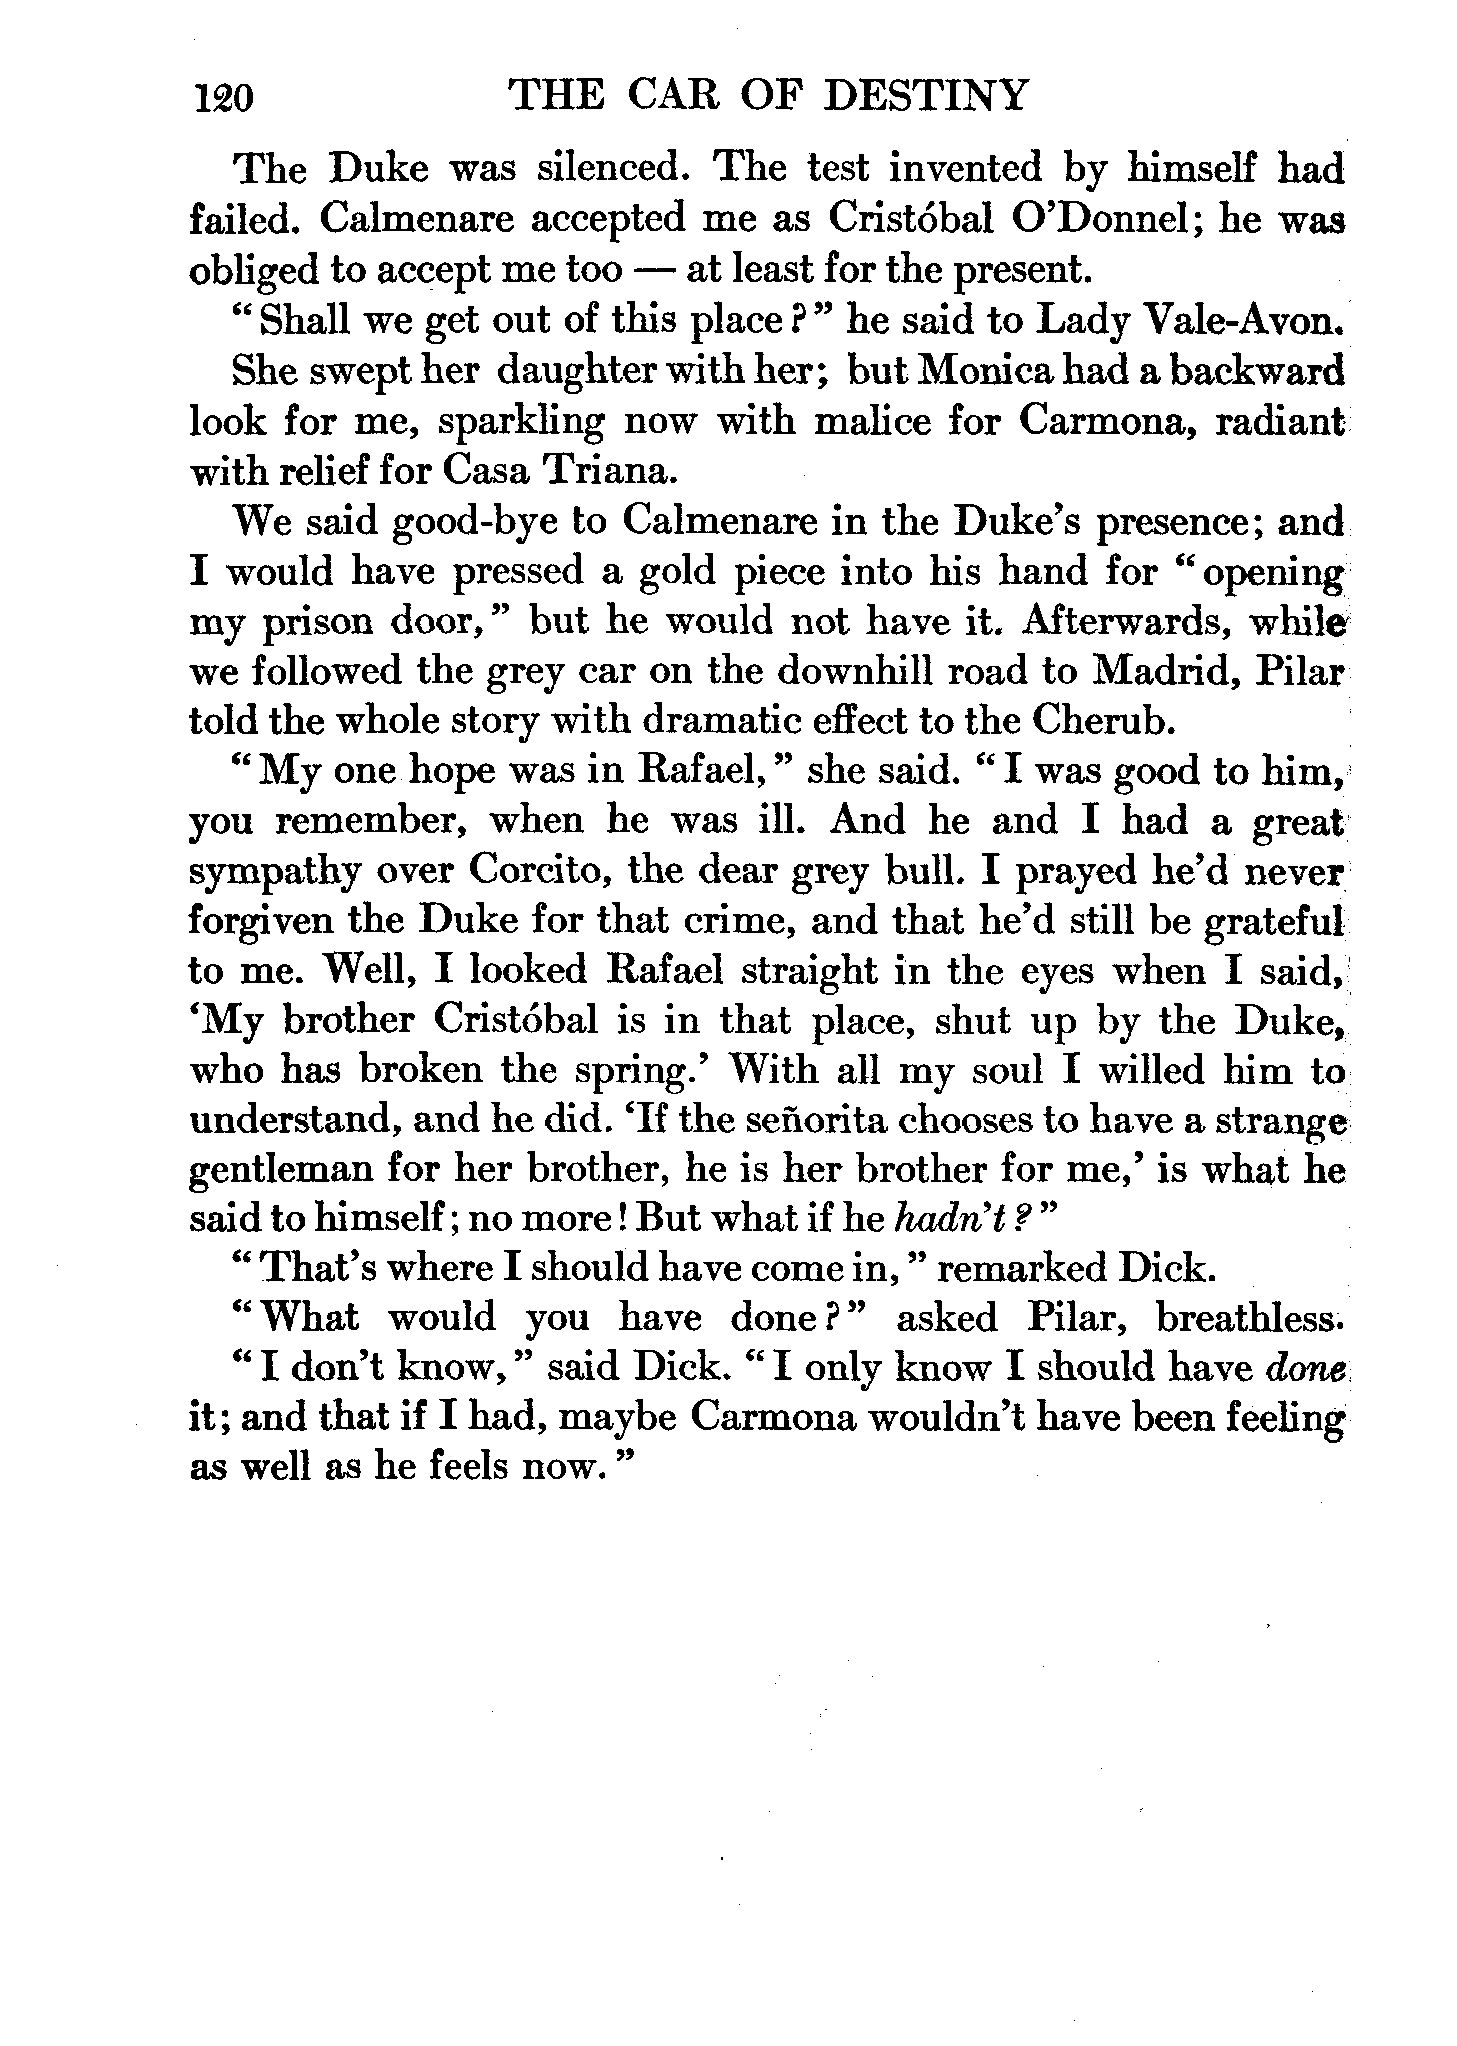 120 THE CAR OF DESTINY
The Duke was silenced. The test invented by himself had
failed. Calmenare accepted me as Cristóbal O'Donnel; he was
obliged to accept me too — at least for the present.
"Shall we get out of this place?" he said to Lady Vale-Avon.
She swept her daughter with her; but Monica had a backward
look for me, sparkling now with malice for Carmona, radiant
with relief for Casa Triana.
We said good-bye to Calmenare in the Duke's presence; and
I would have pressed a gold piece into his hand for "opening
my prison door," but he would not have it. Afterwards, while
we followed the grey car on the downhill road to Madrid, Pilar
told the whole story with dramatic effect to the Cherub.
"My one hope was in Rafael," she said. "I was good to him,
you remember, when he was ill. And he and I had a great
sympathy over Corcito, the dear grey bull. I prayed he'd never
forgiven the Duke for that crime, and that he'd still be grateful
to me. Well, I looked Rafael straight in the eyes when I said,
'My brother Cristóbal is in that place, shut up by the Duke,
who has broken the spring.' With all my soul I willed him to
understand, and he did. 'If the señorita chooses to have a strange
gentleman for her brother, he is her brother for me,' is what he
said to himself; no more! But what if he hadn't?"
"That's where I should have come in," remarked Dick.
"What would you have done?" asked Pilar, breathless.
"I don't know," said Dick. "I only know I should have done
it; and that if I had, maybe Carmona wouldn't have been feeling
as well as he feels now."